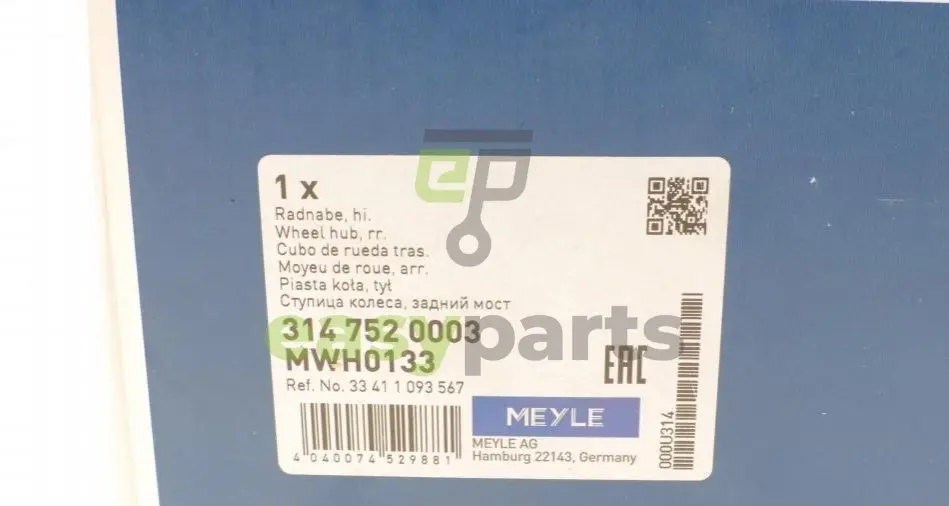 1 x
Radnabe, hi.
Wheel hub, rr.
Cubo de rueda tras.
Moyeu de roue, arr.
Piasta koła, tył
Ступица колеса, задний мост
314 752 0003
MWH0133
Ref. No. 33 41 1 093 567
4 040074 529881
MEYLE
MEYLE AG
Hamburg 22143, Germany
EAC
000U314
ep
easyparts